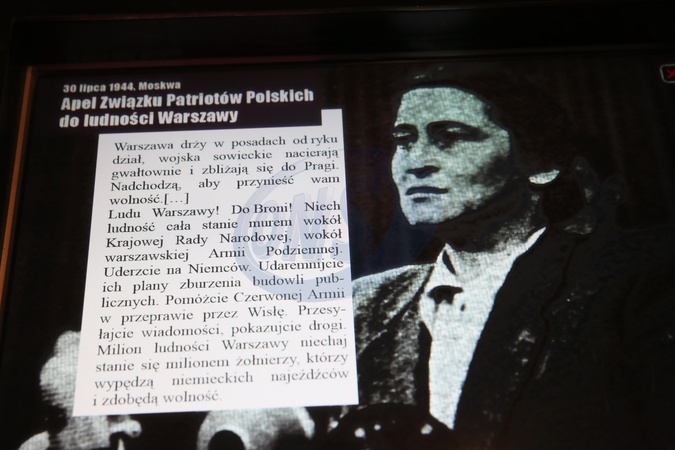 30 lipca 1944, Moskwa
Apel Związku Patriotów Polskich
do ludności Warszawy
Warszawa drży w posadach od ryku
dział, wojska sowieckie nacierają
gwałtownie i zbliżają się do Pragi.
Nadchodzą, aby przynieść wam
wolność.[…]
Ludu Warszawy! Do Broni! Niech
ludność cała stanie murem wokół
Krajowej Rady Narodowej, wokół
warszawskiej Armii Podziemnej.
Uderzcie na Niemców. Udaremnijcie
ich plany zburzenia budowli pub-
licznych. Pomóżcie Czerwonej Armii
w przeprawie przez Wisłę. Przesy-
łajcie wiadomości, pokazujcie drogi.
Milion ludności Warszawy niechaj
stanie się milionem żołnierzy, którzy
wypędzą niemieckich najeźdźców
i zdobędą wolność.